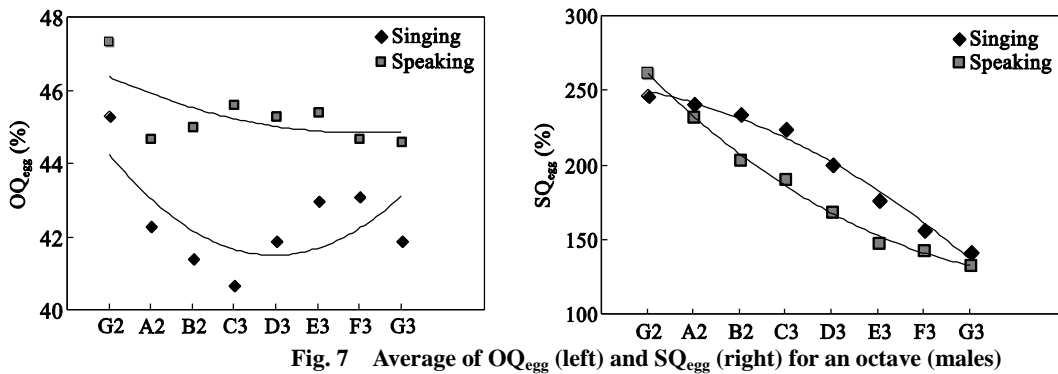 48
46
44
42
40
OQegg (%)
Singing
Speaking
G2 A2 B2 C3 D3 E3 F3 G3
300
250
200
150
100
SQegg (%)
Singing
Speaking
G2 A2 B2 C3 D3 E3 F3 G3
Fig. 7 Average of OQegg (left) and SQegg (right) for an octave (males)